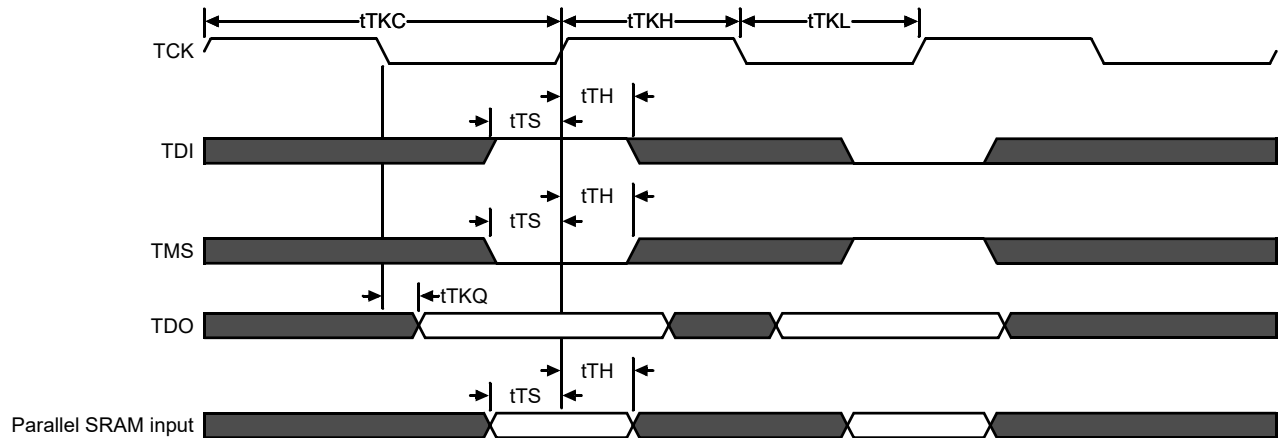 tTKC
tTKH
tTKL
TCK
tTH
tTS
TDI
tTH
tTS
TMS
tTKQ
TDO
tTH
tTS
Parallel SRAM input